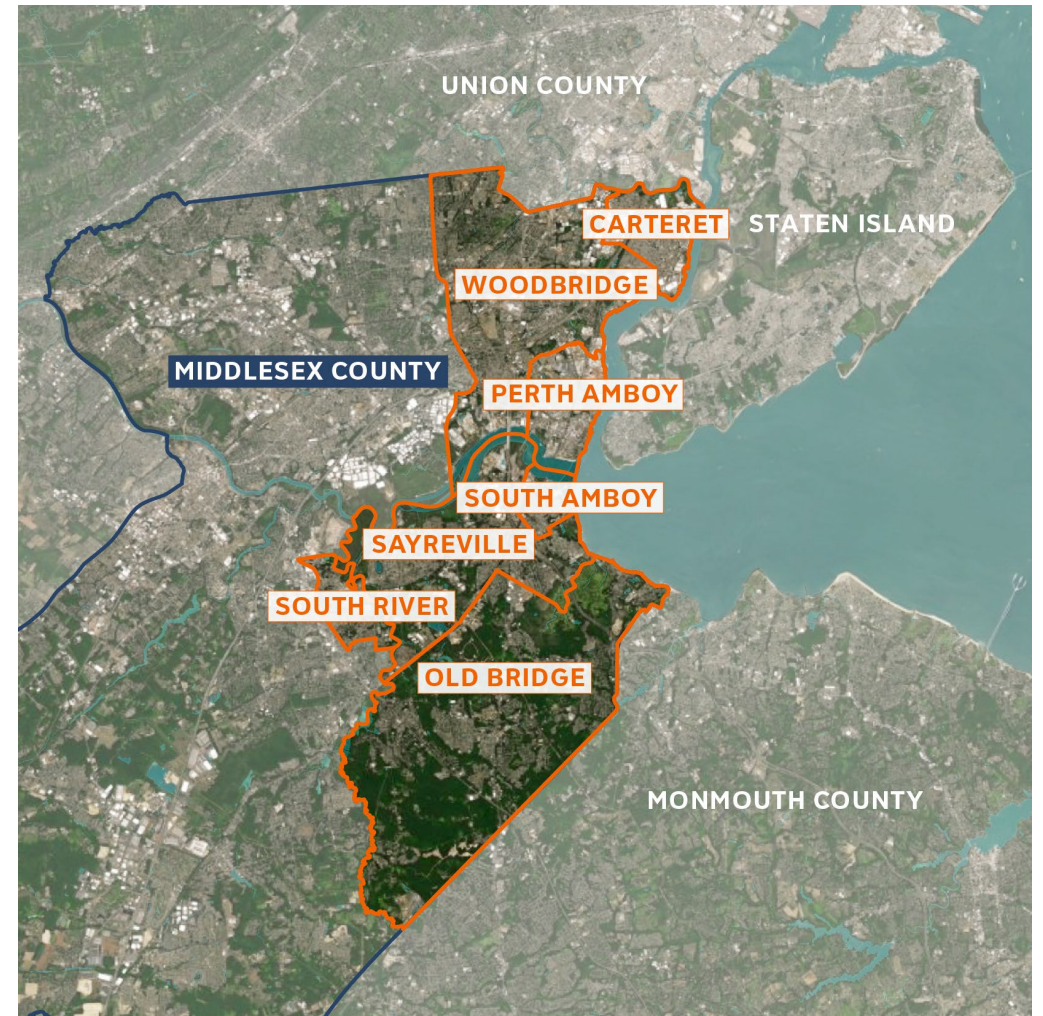 UNION COUNTY
CARTERET
STATEN ISLAND
WOODBRIDGE
MIDDLESEX COUNTY
PERTH AMBOY
SOUTH AMBOY
SAYREVILLE
SOUTH RIVER
OLD BRIDGE
MONMOUTH COUNTY